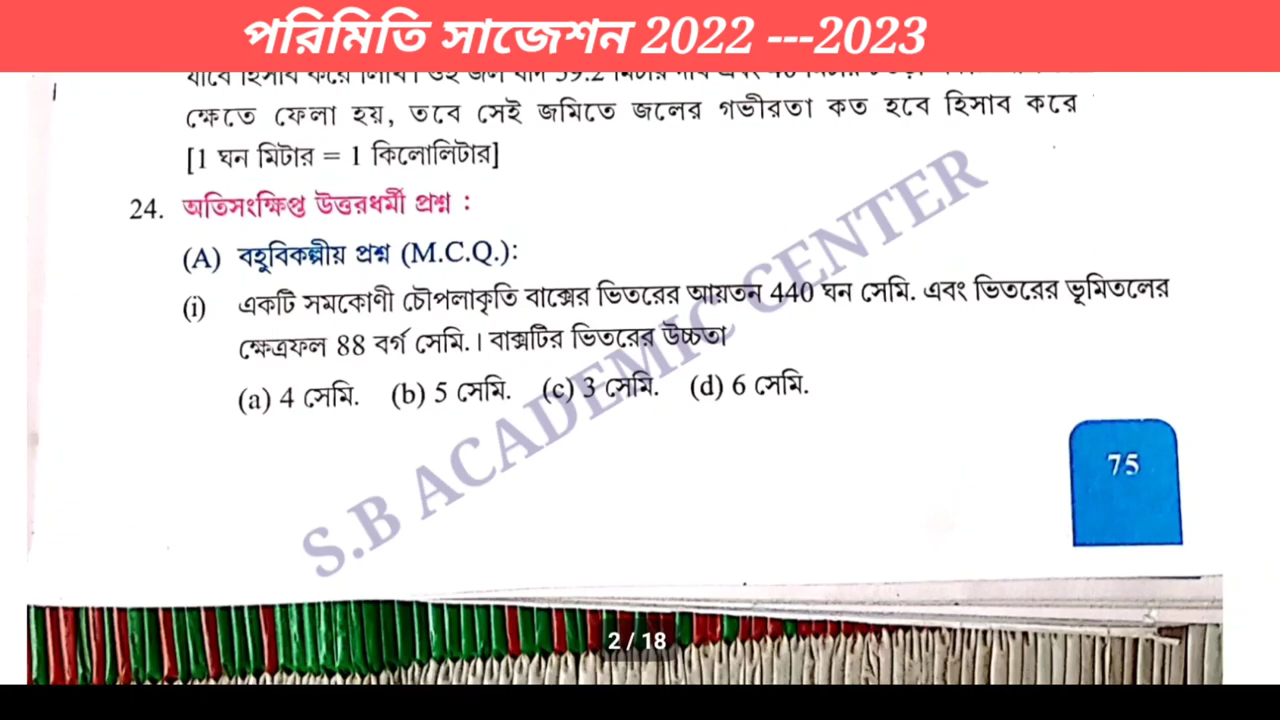 পরিমিতি সাজেশন 2022 ---2023
ক্ষেতে ফেলা হয়, তবে সেই জমিতে জলের গভীরতা কত হবে হিসাব করে
[1 ঘন মিটার = 1 কিলোলিটার]
24. অতিসংক্ষিপ্ত উত্তরধর্মী প্রশ্ন :
(A) বহুবিকল্পীয় প্রশ্ন (M.C.Q.):
(i) একটি সমকোণী চৌপলাকৃতি বাক্সের ভিতরের আয়তন 440 ঘন সেমি. এবং ভিতরের ভূমিতলের
ক্ষেত্রফল 88 বর্গ সেমি.। বাক্সটির ভিতরের উচ্চতা
(a) 4 সেমি. (b) 5 সেমি. (c) 3 সেমি. (d) 6 সেমি.
S.B ACADEMIC CENTER
75
2 / 18